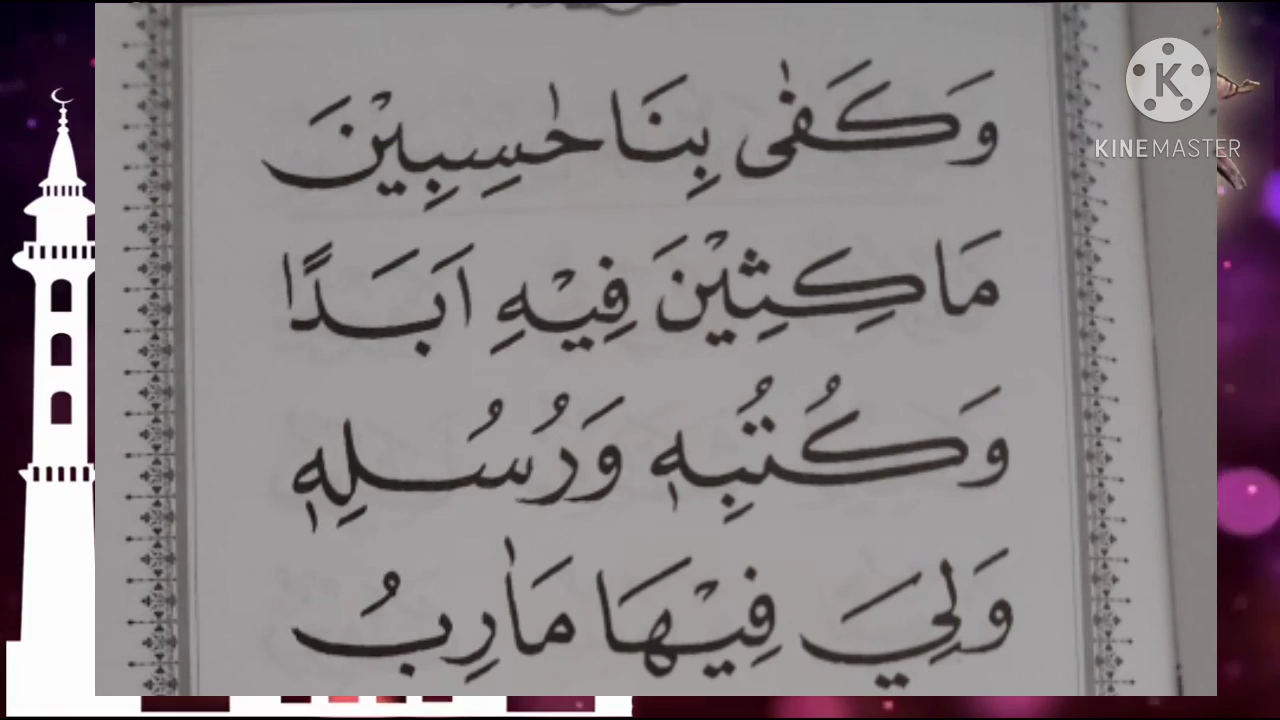 وَكَفٰى بِنَا حٰسِبِيْنَ
مَاكِثِيْنَ فِيْهِ اَبَدًا
وَكُتُبِهٖ وَرُسُلِهٖ
وَلِيَ فِيْهَا مَاٰرِبُ
K
KINEMASTER